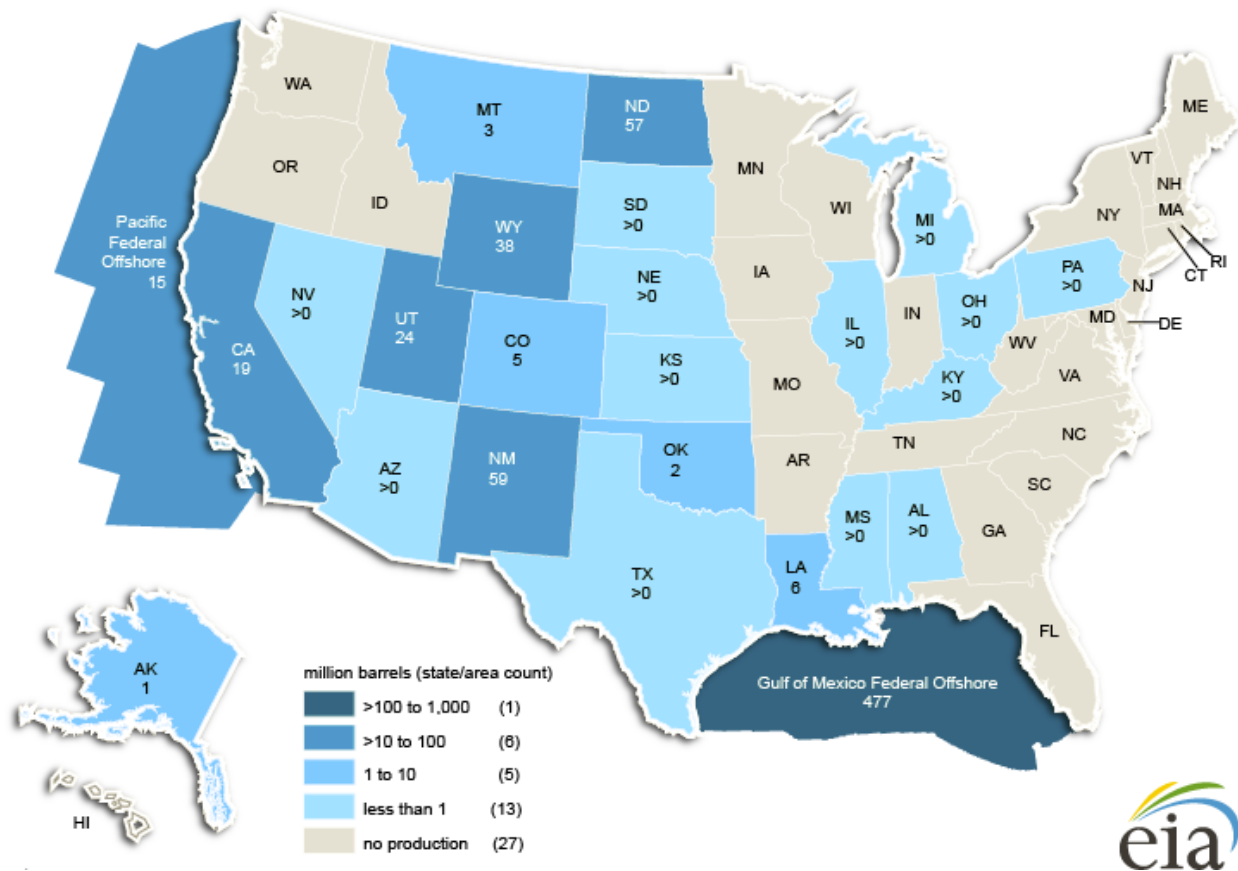 WA
MT
3
ND
57
ME
OR
ID
MN
VT
NH
NY
MA
RI
CT
WI
SD
>0
MI
>0
Pacific
Federal
Offshore
15
WY
38
IA
NE
>0
PA
>0
NJ
NV
>0
UT
24
CO
5
IL
>0
IN
OH
>0
MD
DE
WV
VA
CA
19
KS
>0
MO
KY
>0
NC
TN
AZ
>0
NM
59
OK
2
AR
SC
MS
>0
AL
>0
GA
TX
>0
LA
6
FL
AK
1
HI
Gulf of Mexico Federal Offshore
477
million barrels (state/area count)
>100 to 1,000 (1)
>10 to 100 (6)
1 to 10 (5)
less than 1 (13)
no production (27)
eia